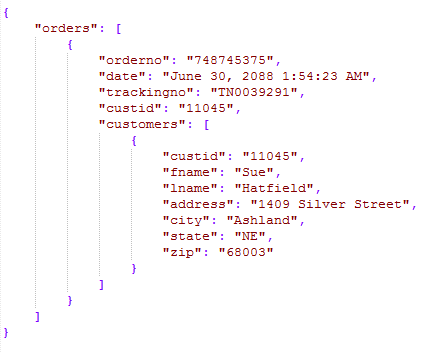 {
    "orders": [
        {
            "orderno": "748745375",
            "date": "June 30, 2088 1:54:23 AM",
            "trackingno": "TN0039291",
            "custid": "11045",
            "customers": [
                {
                    "custid": "11045",
                    "fname": "Sue",
                    "lname": "Hatfield",
                    "address": "1409 Silver Street",
                    "city": "Ashland",
                    "state": "NE",
                    "zip": "68003"
                }
            ]
        }
    ]
}